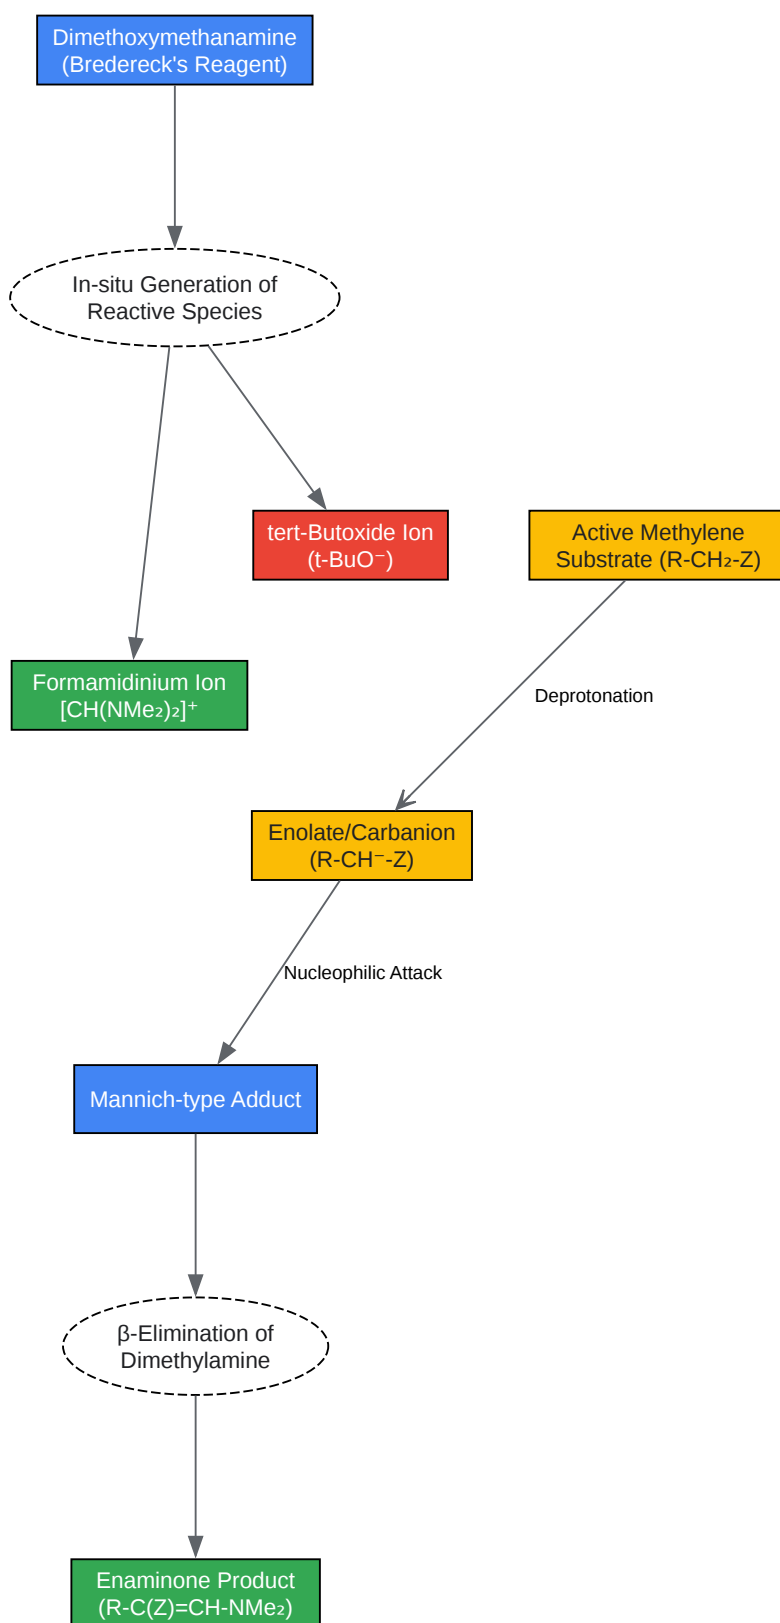 Dimethoxymethanamine
(Bredereck's Reagent)
In-situ Generation of
Reactive Species
tert-Butoxide Ion
(t-BuO⁻)
Active Methylene
Substrate (R-CH₂-Z)
Formamidinium Ion
[CH(NMe₂)₂]⁺
Deprotonation
Enolate/Carbanion
(R-CH⁻-Z)
Nucleophilic Attack
Mannich-type Adduct
β-Elimination of
Dimethylamine
Enaminone Product
(R-C(Z)=CH-NMe₂)